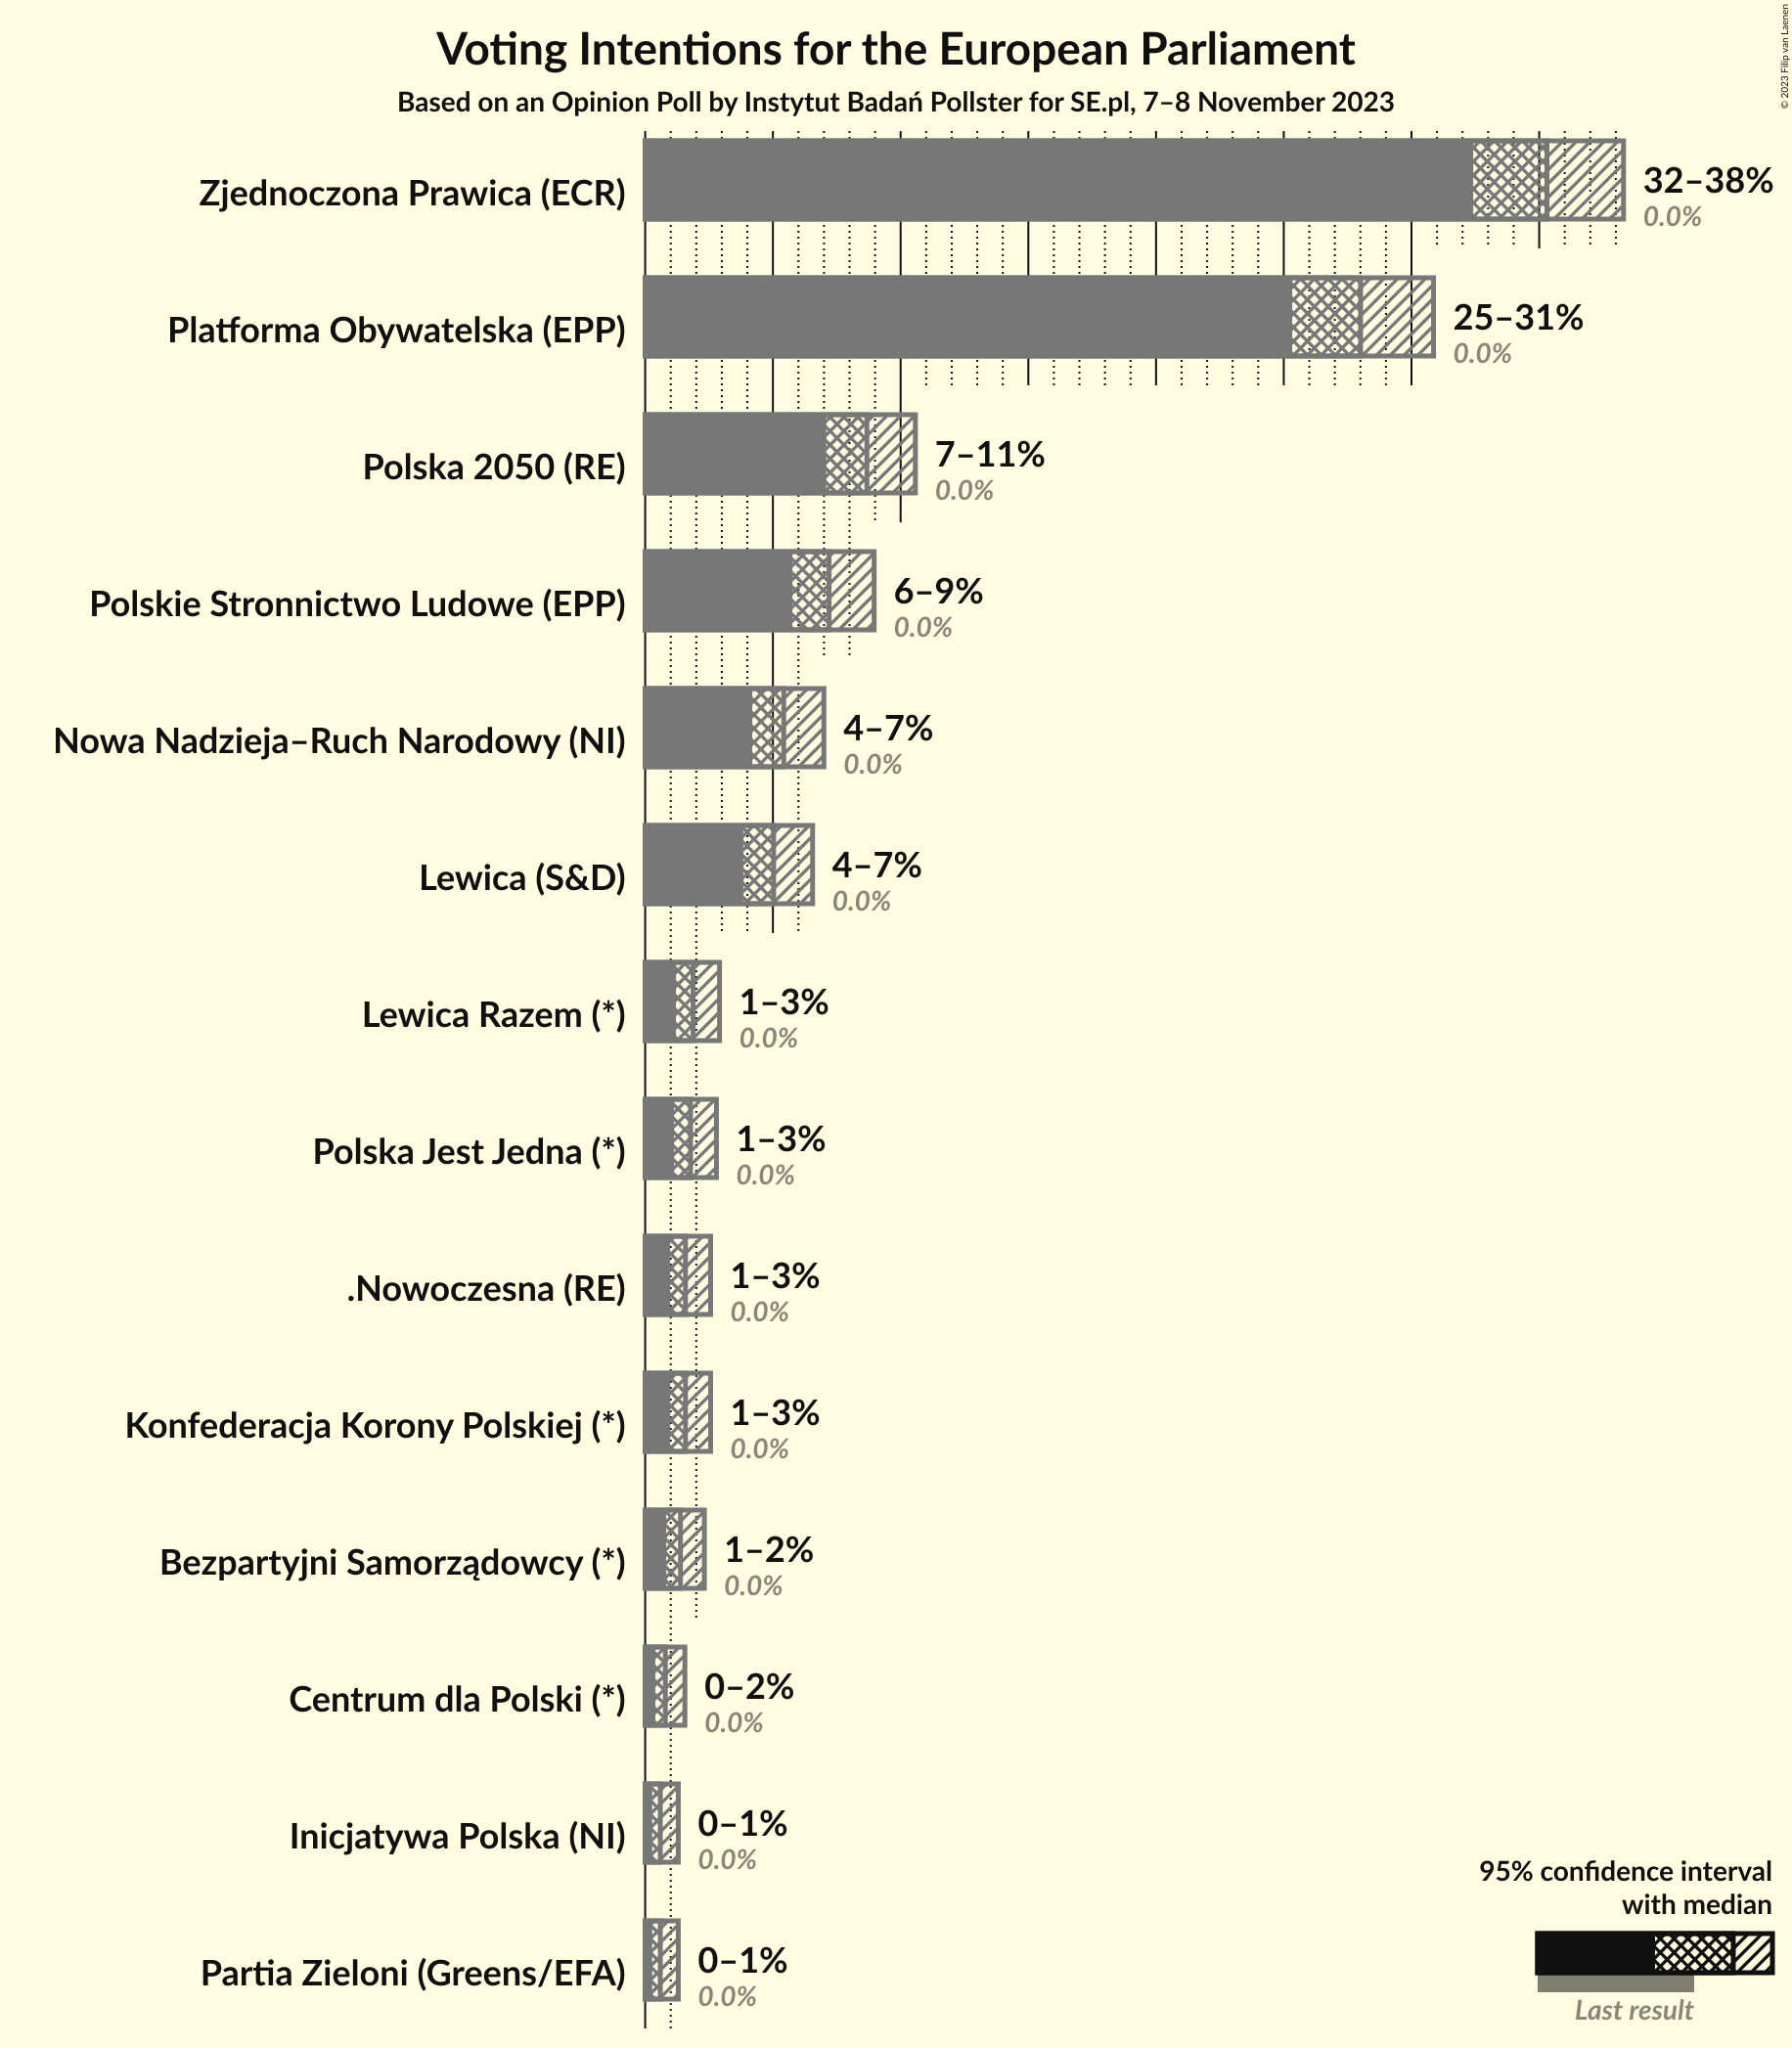 Voting Intentions for the European Parliament
Based on an Opinion Poll by Instytut Badań Pollster for SE.pl, 7–8 November 2023
© 2023 Filip van Laenen
Zjednoczona Prawica (ECR)
32–38%
0.0%
Platforma Obywatelska (EPP)
25–31%
0.0%
Polska 2050 (RE)
7–11%
0.0%
Polskie Stronnictwo Ludowe (EPP)
6–9%
0.0%
Nowa Nadzieja–Ruch Narodowy (NI)
4–7%
0.0%
Lewica (S&D)
4–7%
0.0%
Lewica Razem (*)
1–3%
0.0%
Polska Jest Jedna (*)
1–3%
0.0%
.Nowoczesna (RE)
1–3%
0.0%
Konfederacja Korony Polskiej (*)
1–3%
0.0%
Bezpartyjni Samorządowcy (*)
1–2%
0.0%
Centrum dla Polski (*)
0–2%
0.0%
Inicjatywa Polska (NI)
0–1%
0.0%
Partia Zieloni (Greens/EFA)
0–1%
0.0%
95% confidence interval
with median
Last result